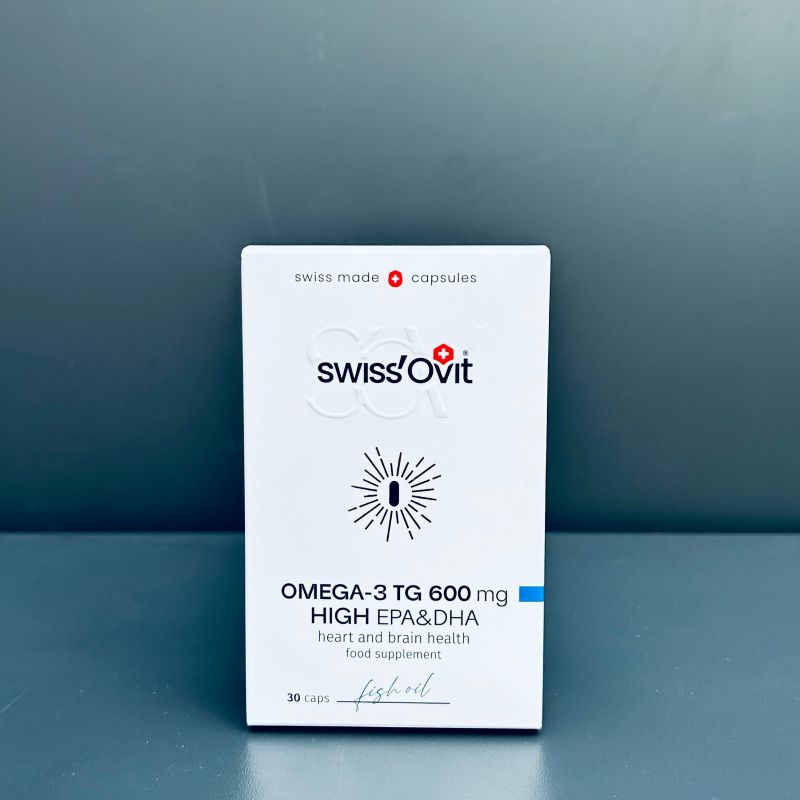 swiss made capsules
SOV
swiss'Ovit®
OMEGA-3 TG 600 mg
HIGH EPA&DHA
heart and brain health
food supplement
30 caps fish oil